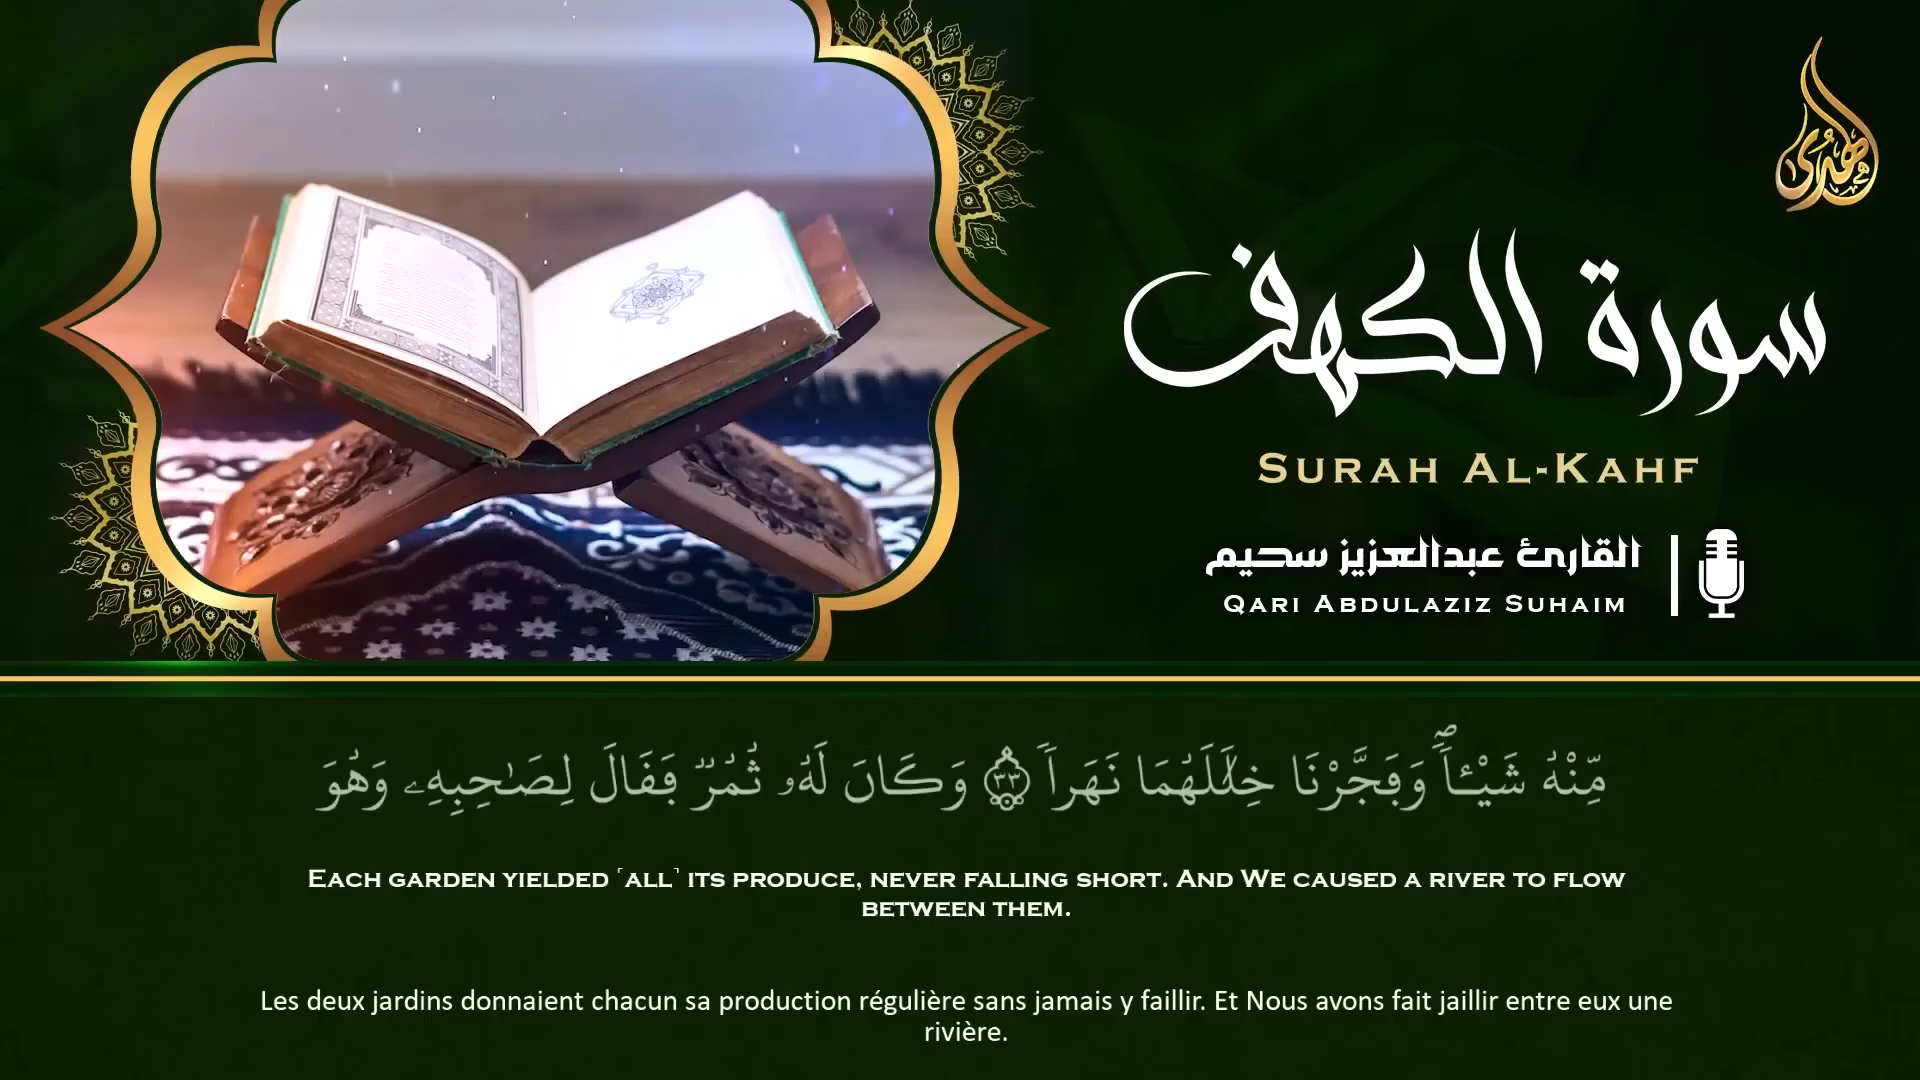 هدى
سورة الكهف
SURAH AL-KAHF
القارئ عبدالعزيز سحيم
QARI ABDULAZIZ SUHAIM
مِّنْهُ شَيْـًٔاۖ وَفَجَّرْنَا خِلَٰلَهُمَا نَهَرًا ٣٣ وَكَانَ لَهُۥ ثُمُرٌ فَقَالَ لِصَٰحِبِهِۦ وَهُوَ
EACH GARDEN YIELDED ˹ALL˺ ITS PRODUCE, NEVER FALLING SHORT. AND WE CAUSED A RIVER TO FLOW
BETWEEN THEM.
Les deux jardins donnaient chacun sa production régulière sans jamais y faillir. Et Nous avons fait jaillir entre eux une
rivière.